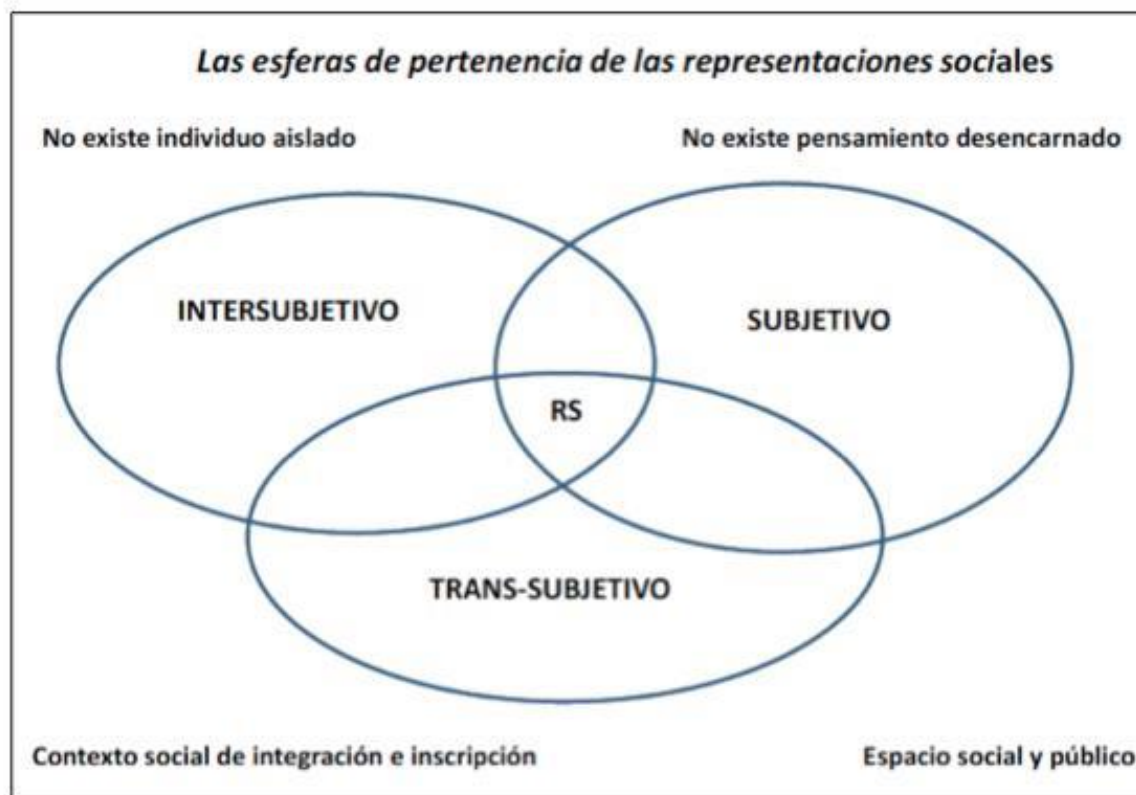 Las esferas de pertenencia de las representaciones sociales
No existe individuo aislado
No existe pensamiento desencarnado
INTERSUBJETIVO
SUBJETIVO
RS
TRANS-SUBJETIVO
Contexto social de integración e inscripción
Espacio social y público